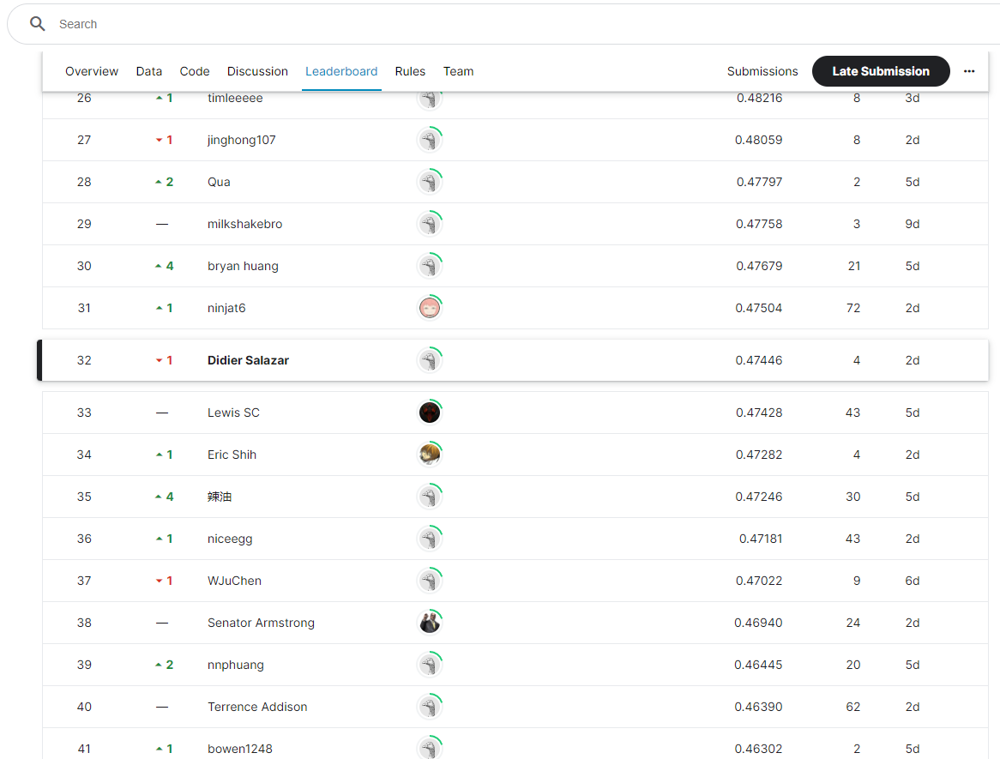 Search
Overview Data Code Discussion Leaderboard Rules Team Submissions Late Submission
26 1 timleeeee 0.48216 8 3d
27 1 jinghong107 0.48059 8 2d
28 2 Qua 0.47797 2 5d
29 — milkshakebro 0.47758 3 9d
30 4 bryan huang 0.47679 21 5d
31 1 ninjat6 0.47504 72 2d
32 1 Didier Salazar 0.47446 4 2d
33 — Lewis SC 0.47428 43 5d
34 1 Eric Shih 0.47282 4 2d
35 4 辣油 0.47246 30 5d
36 1 niceegg 0.47181 43 2d
37 1 WJuChen 0.47022 9 6d
38 — Senator Armstrong 0.46940 24 2d
39 2 nnphuang 0.46445 20 5d
40 — Terrence Addison 0.46390 62 2d
41 1 bowen1248 0.46302 2 5d